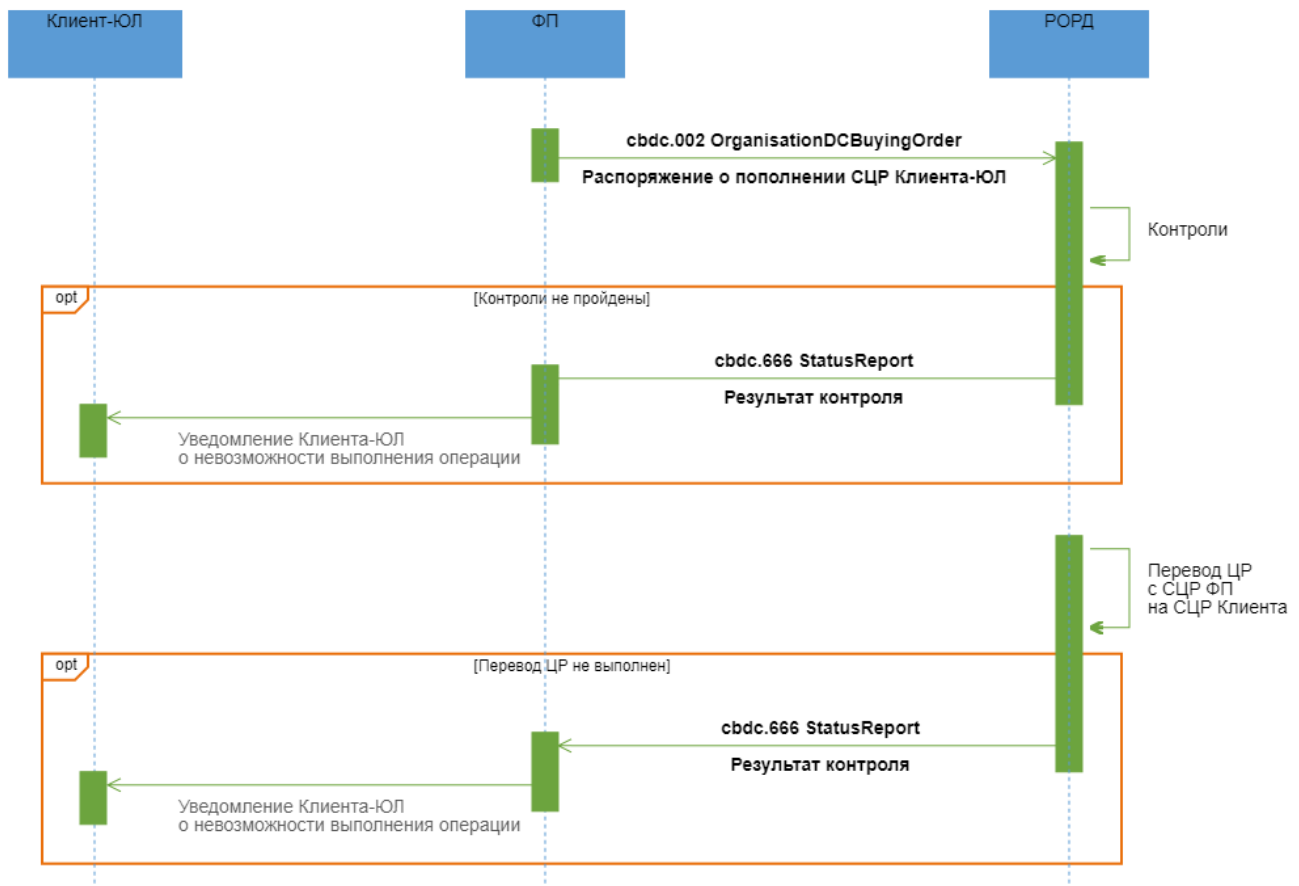 Клиент-ЮЛ
ФП
РОРД
cbdc.002 OrganisationDCBuyingOrder
Распоряжение о пополнении СЦР Клиента-ЮЛ
Контроли
opt
[Контроли не пройдены]
cbdc.666 StatusReport
Результат контроля
Уведомление Клиента-ЮЛ
о невозможности выполнения операции
Перевод ЦР
с СЦР ФП
на СЦР Клиента
opt
[Перевод ЦР не выполнен]
cbdc.666 StatusReport
Результат контроля
Уведомление Клиента-ЮЛ
о невозможности выполнения операции